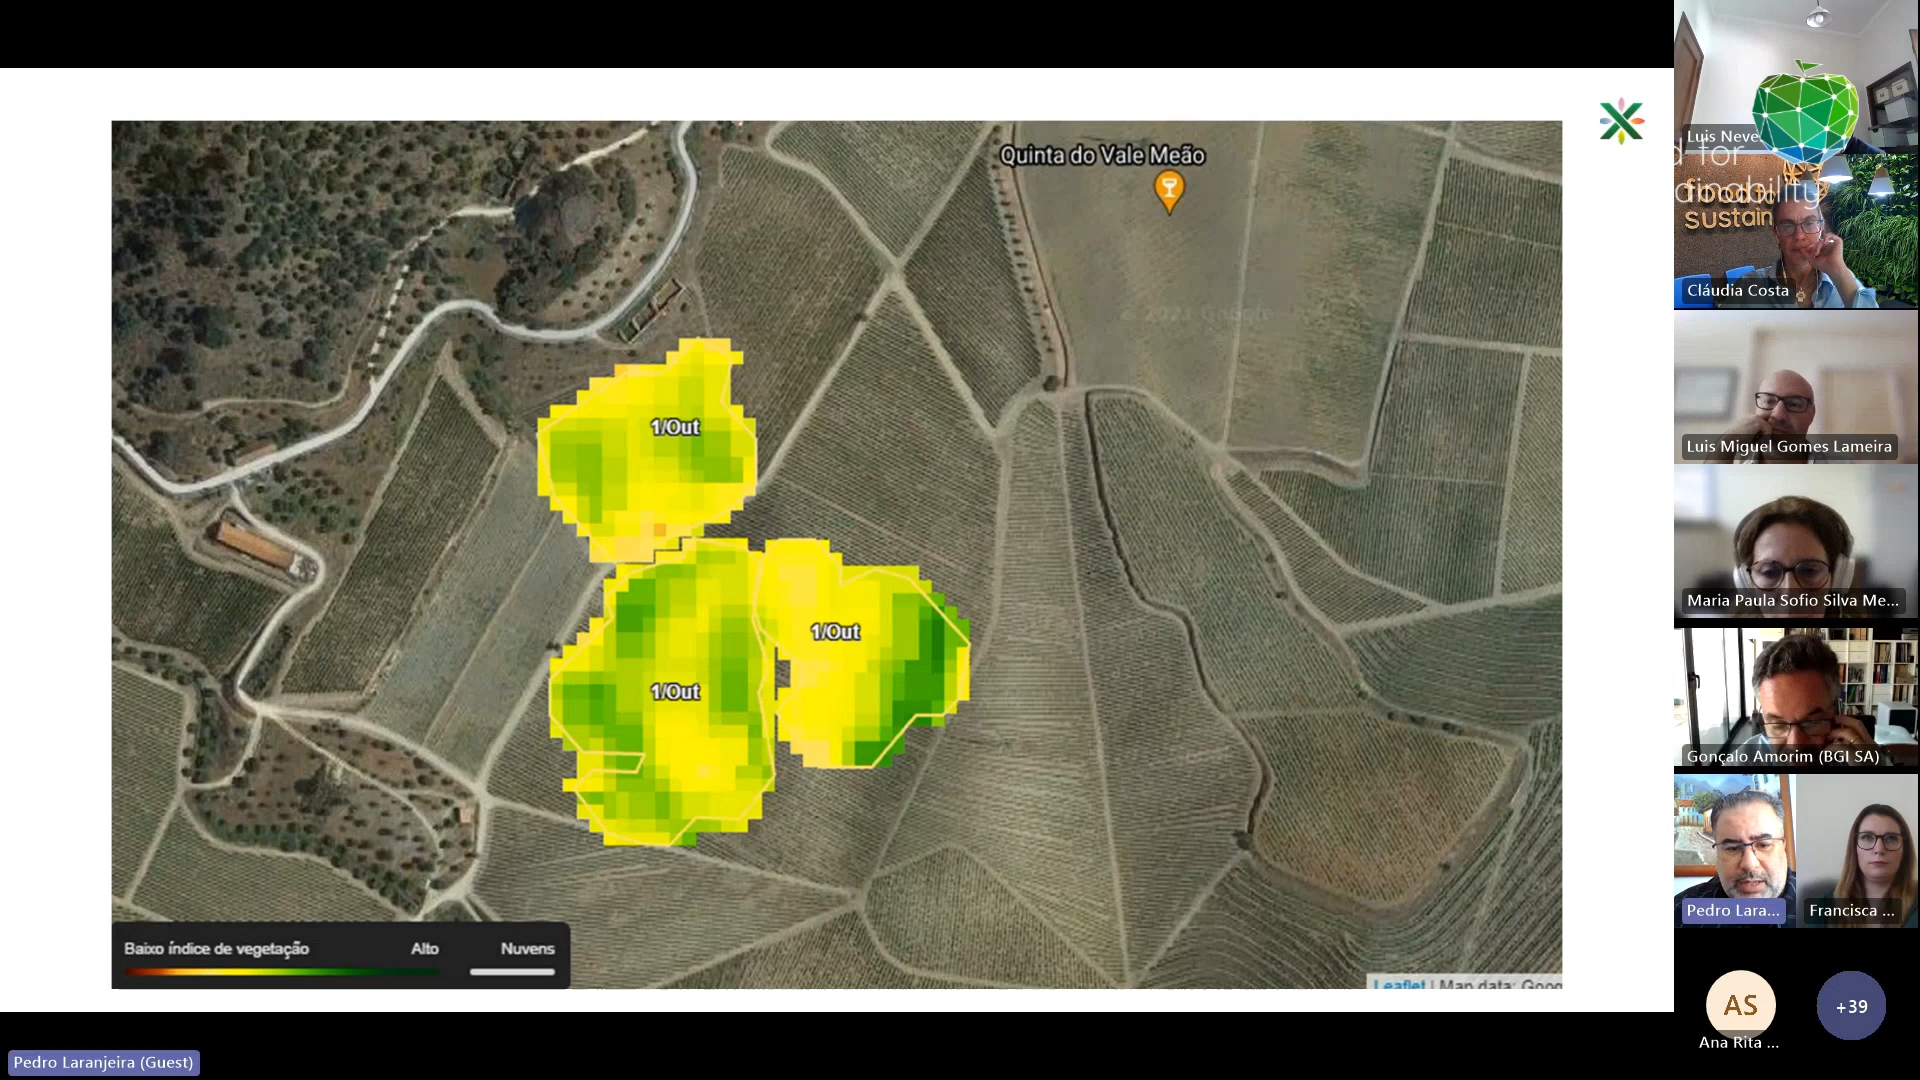 Quinta do Vale Meão
1/Out
1/Out
1/Out
Baixo índice de vegetação
Alto
Nuvens
Leaflet | Map data: Goog
Luis Neve
Cláudia Costa
Luis Miguel Gomes Lameira
Maria Paula Sofio Silva Me...
Gonçalo Amorim (BGI SA)
Pedro Lara...
Francisca ...
AS
Ana Rita ...
+39
Pedro Laranjeira (Guest)